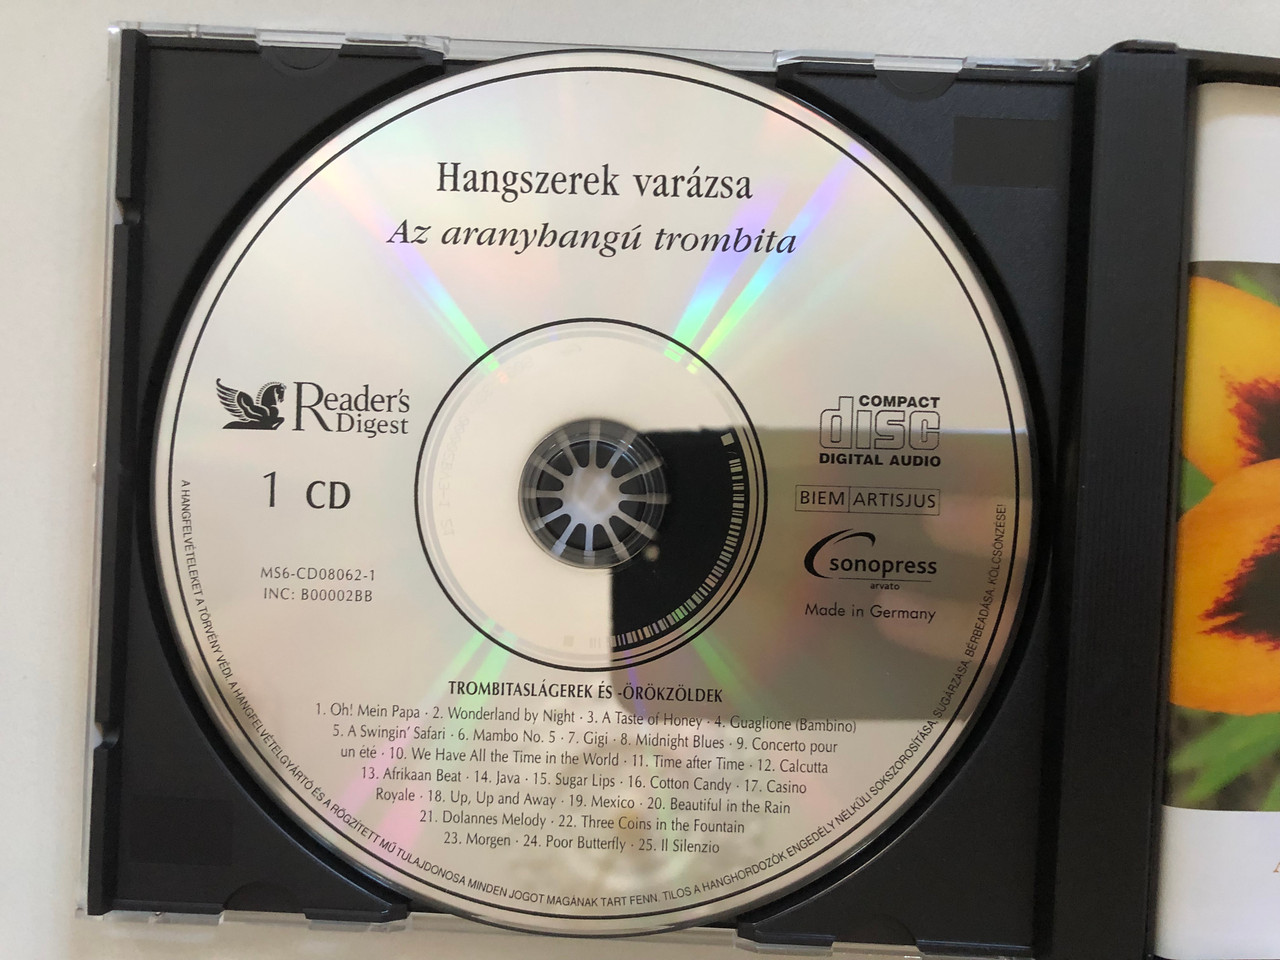 Hangszerek varázsa
Az aranyhangú trombita
Reader's
Digest
1 CD
MS6-CD08062-1
INC: B00002BB
COMPACT
disc
DIGITAL AUDIO
BIEM ARTISJUS
sonopress
arvato
Made in Germany
TROMBITASLÁGEREK ÉS -ÖRÖKZÖLDEK
1. Oh! Mein Papa · 2. Wonderland by Night · 3. A Taste of Honey · 4. Guaglione (Bambino)
5. A Swingin' Safari · 6. Mambo No. 5 · 7. Gigi · 8. Midnight Blues · 9. Concerto pour
un été · 10. We Have All the Time in the World · 11. Time after Time · 12. Calcutta
13. Afrikaan Beat · 14. Java · 15. Sugar Lips · 16. Cotton Candy · 17. Casino
Royale · 18. Up, Up and Away · 19. Mexico · 20. Beautiful in the Rain
21. Dolannes Melody · 22. Three Coins in the Fountain
23. Morgen · 24. Poor Butterfly · 25. Il Silenzio
A HANGFELVÉTELEKET A TÖRVÉNY VÉDI. A HANGFELVÉTELGYÁRTÓ ÉS A RÖGZÍTETT MŰ TULAJDONOSA MINDEN JOGOT MAGÁNAK TART FENN. TILOS A HANGHORDOZÓK ENGEDÉLY NÉLKÜLI SOKSZOROSÍTÁSA, SUGÁRZÁSA, BÉRBEADÁSA, KÖLCSÖNZÉSE!